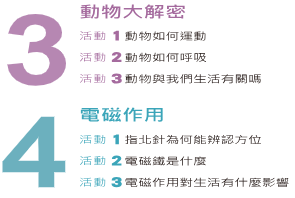 3
動物大解密
活動 1 動物如何運動
活動 2 動物如何呼吸
活動 3 動物與我們生活有關嗎
4
電磁作用
活動 1 指北針為何能辨認方位
活動 2 電磁鐵是什麼
活動 3 電磁作用對生活有什麼影響